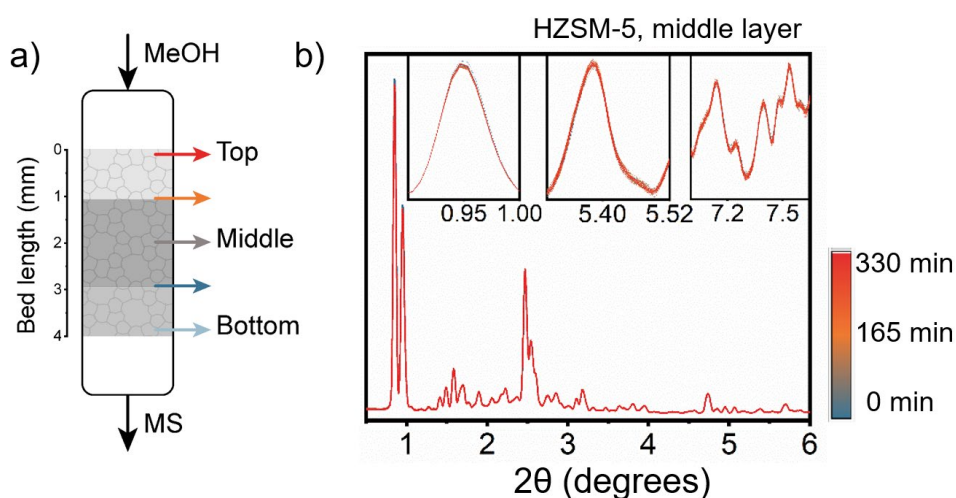 a)
MeOH
0
1
2
3
4
Bed length (mm)
Top
Middle
Bottom
MS
b)
HZSM-5, middle layer
0.95 1.00
5.40 5.52
7.2 7.5
1 2 3 4 5 6
2θ (degrees)
330 min
165 min
0 min